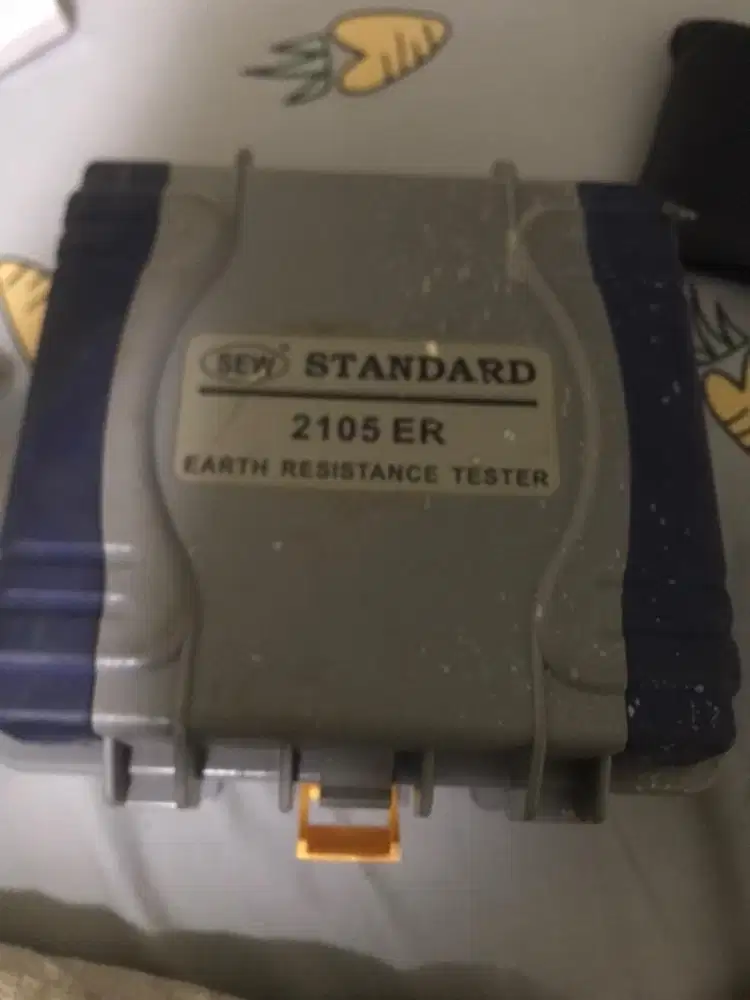 SEW® STANDARD
2105 ER
EARTH RESISTANCE TESTER